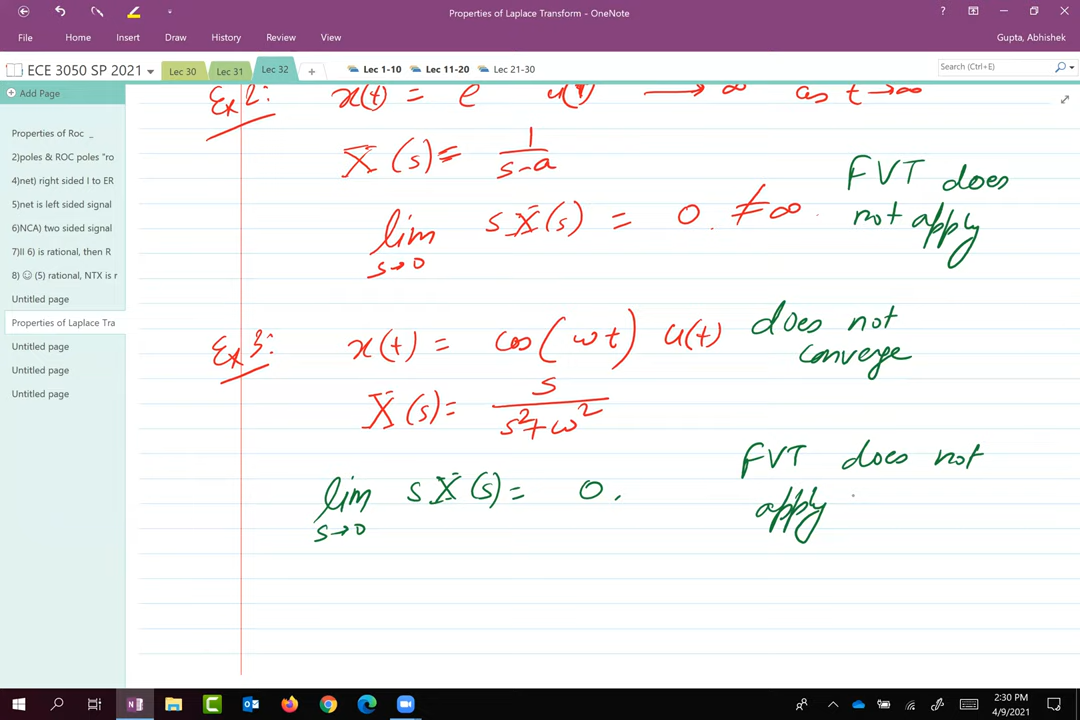 Properties of Laplace Transform - OneNote
File Home Insert Draw History Review View
Gupta, Abhishek
ECE 3050 SP 2021
Lec 30 Lec 31 Lec 32
Lec 1-10 Lec 11-20 Lec 21-30
Search (Ctrl+E)
Add Page
Properties of Roc _
2)poles & ROC poles "ro
4)net) right sided I to ER
5)net is left sided signal
6)NCA) two sided signal
7)II 6) is rational, then R
8) ☺ (5) rational, NTX is r
Untitled page
Properties of Laplace Tra
Untitled page
Untitled page
Untitled page
Ex 2: x(t) = e u(t) → ∞ as t → ∞
X(s) = 1/(s-a)
lim s→0 sX(s) = 0. ≠ ∞
FVT does
not apply
Ex 3: x(t) = cos(ωt) u(t)
does not
converge
X(s) = s/(s²+ω²)
lim s→0 sX(s) = 0.
FVT does not
apply
2:30 PM
4/9/2021